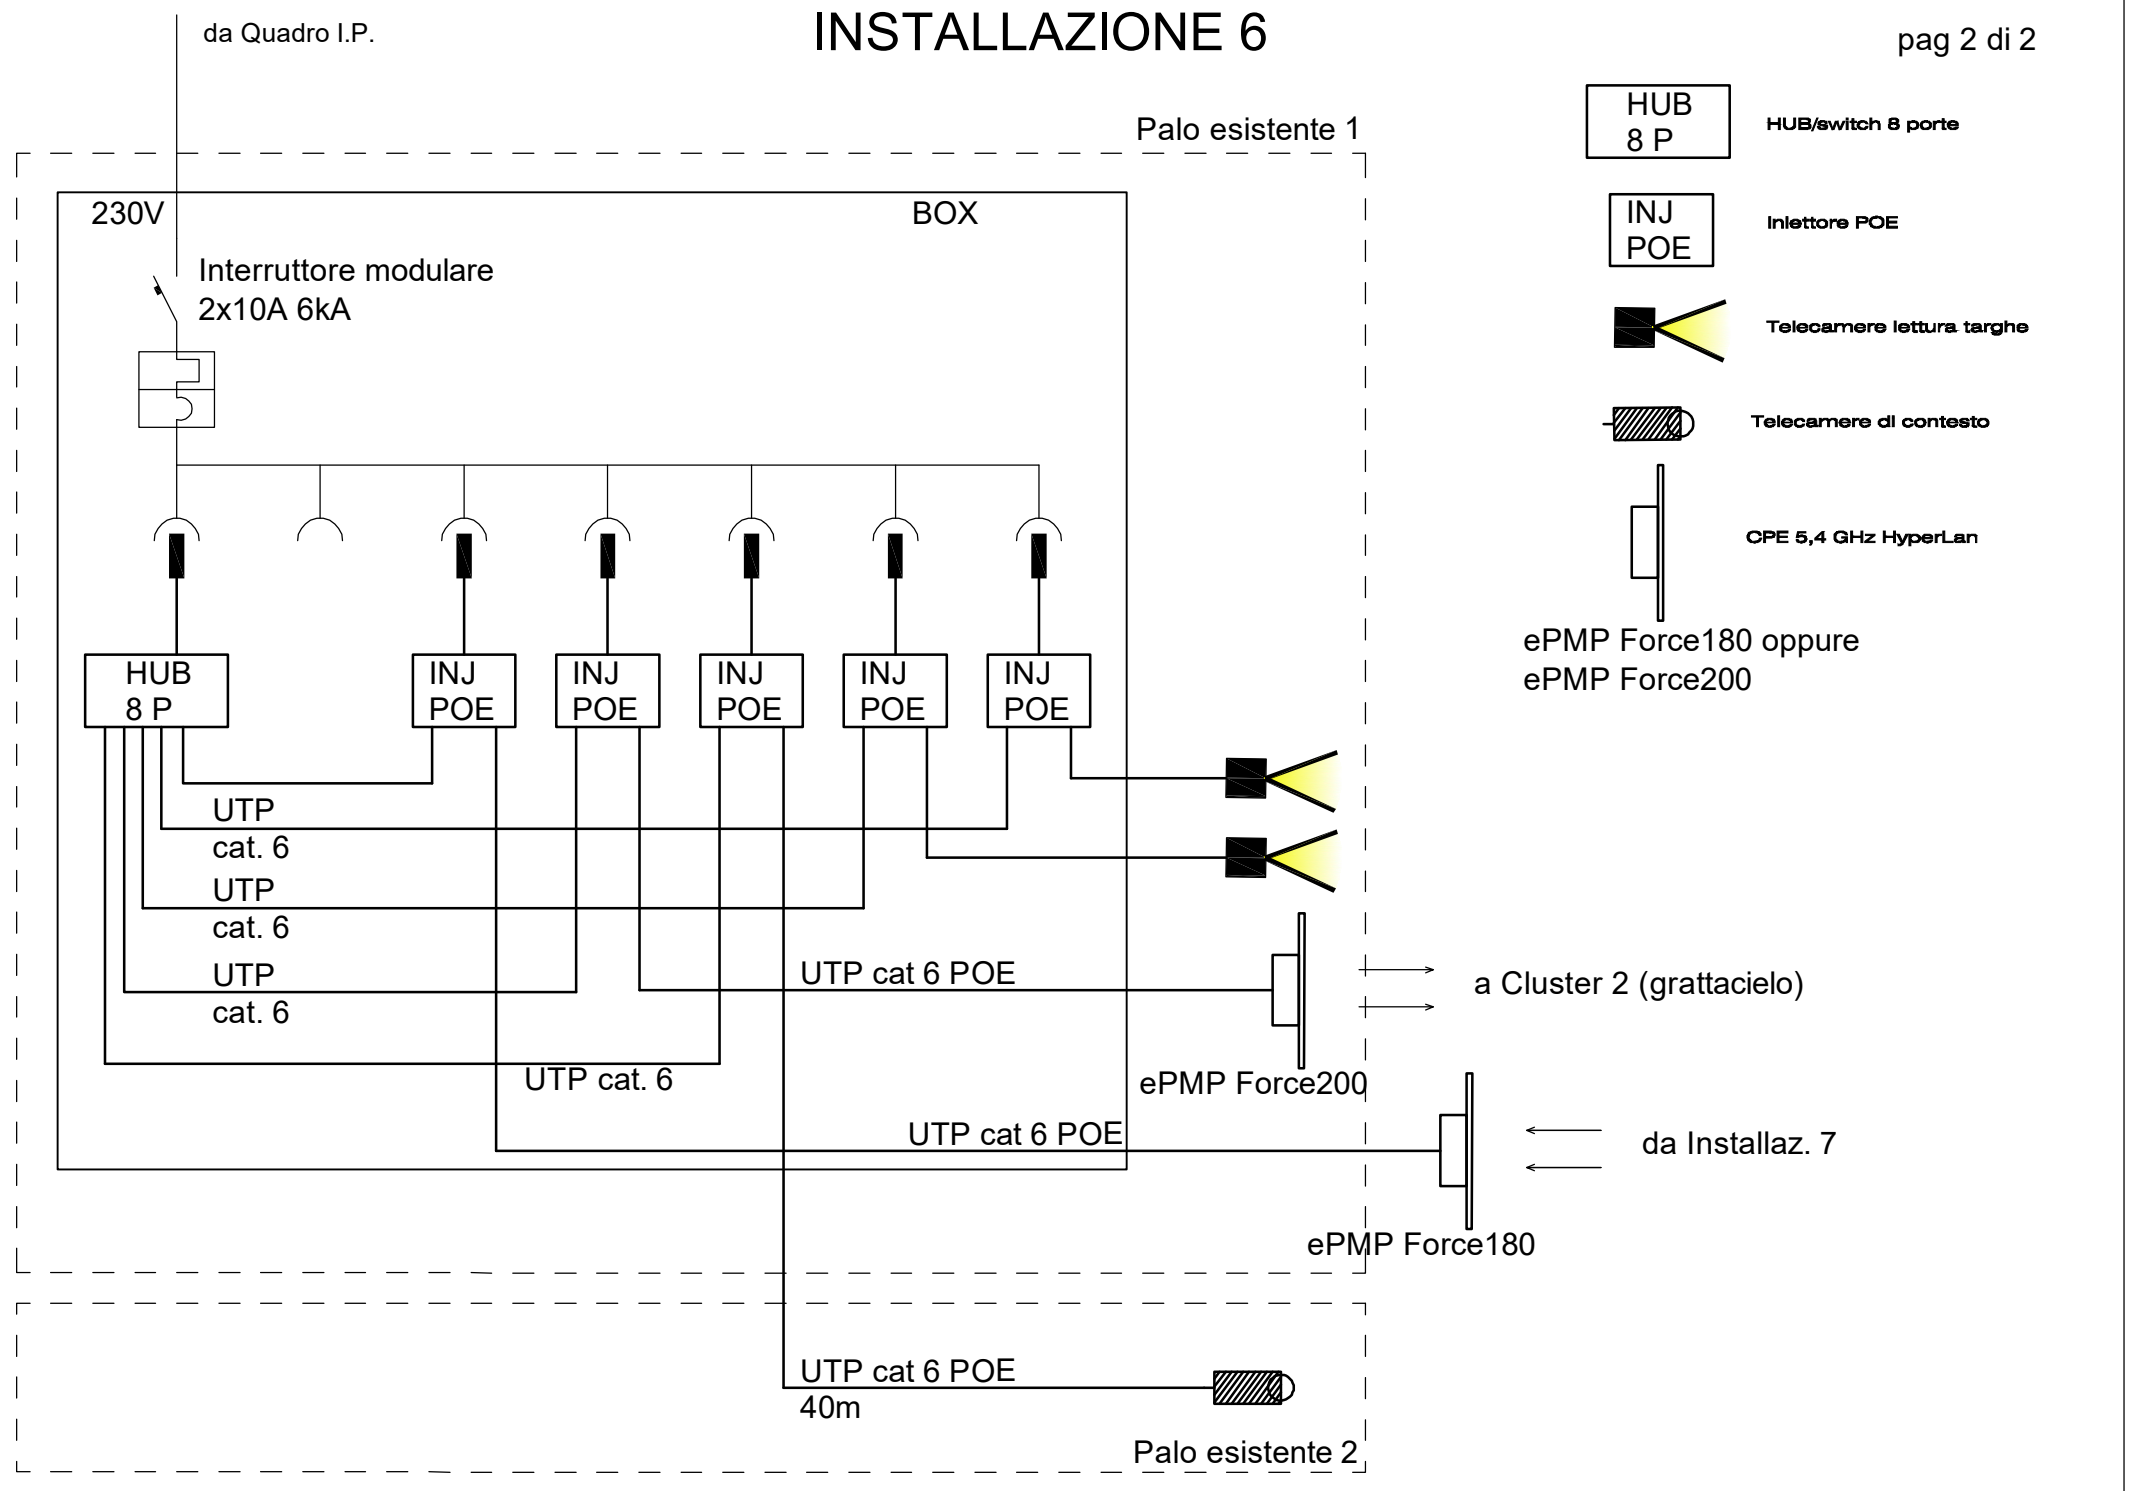 da Quadro I.P.
INSTALLAZIONE 6
pag 2 di 2
Palo esistente 1
230V
BOX
Interruttore modulare
2x10A 6kA
HUB
8 P
INJ
POE
INJ
POE
INJ
POE
INJ
POE
INJ
POE
UTP
cat. 6
UTP
cat. 6
UTP
cat. 6
UTP cat. 6
UTP cat 6 POE
ePMP Force200
a Cluster 2 (grattacielo)
UTP cat 6 POE
ePMP Force180
da Installaz. 7
UTP cat 6 POE
40m
Palo esistente 2
HUB
8 P
HUB/switch 8 porte
INJ
POE
Iniettore POE
Telecamere lettura targhe
Telecamere di contesto
CPE 5,4 GHz HyperLan
ePMP Force180 oppure
ePMP Force200